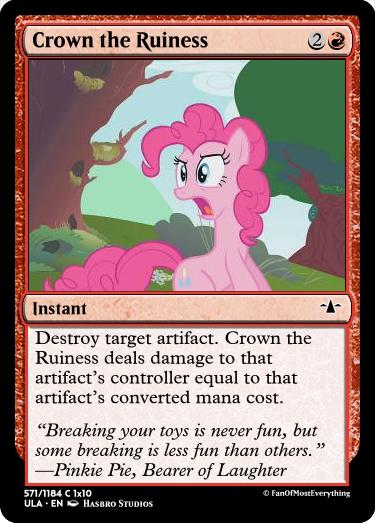 Crown the Ruiness 2
Instant
Destroy target artifact. Crown the
Ruiness deals damage to that
artifact's controller equal to that
artifact's converted mana cost.
“Breaking your toys is never fun, but
some breaking is less fun than others.”
—Pinkie Pie, Bearer of Laughter
571/1184 C 1x10
ULA · EN Hasbro Studios
© FanOfMostEverything